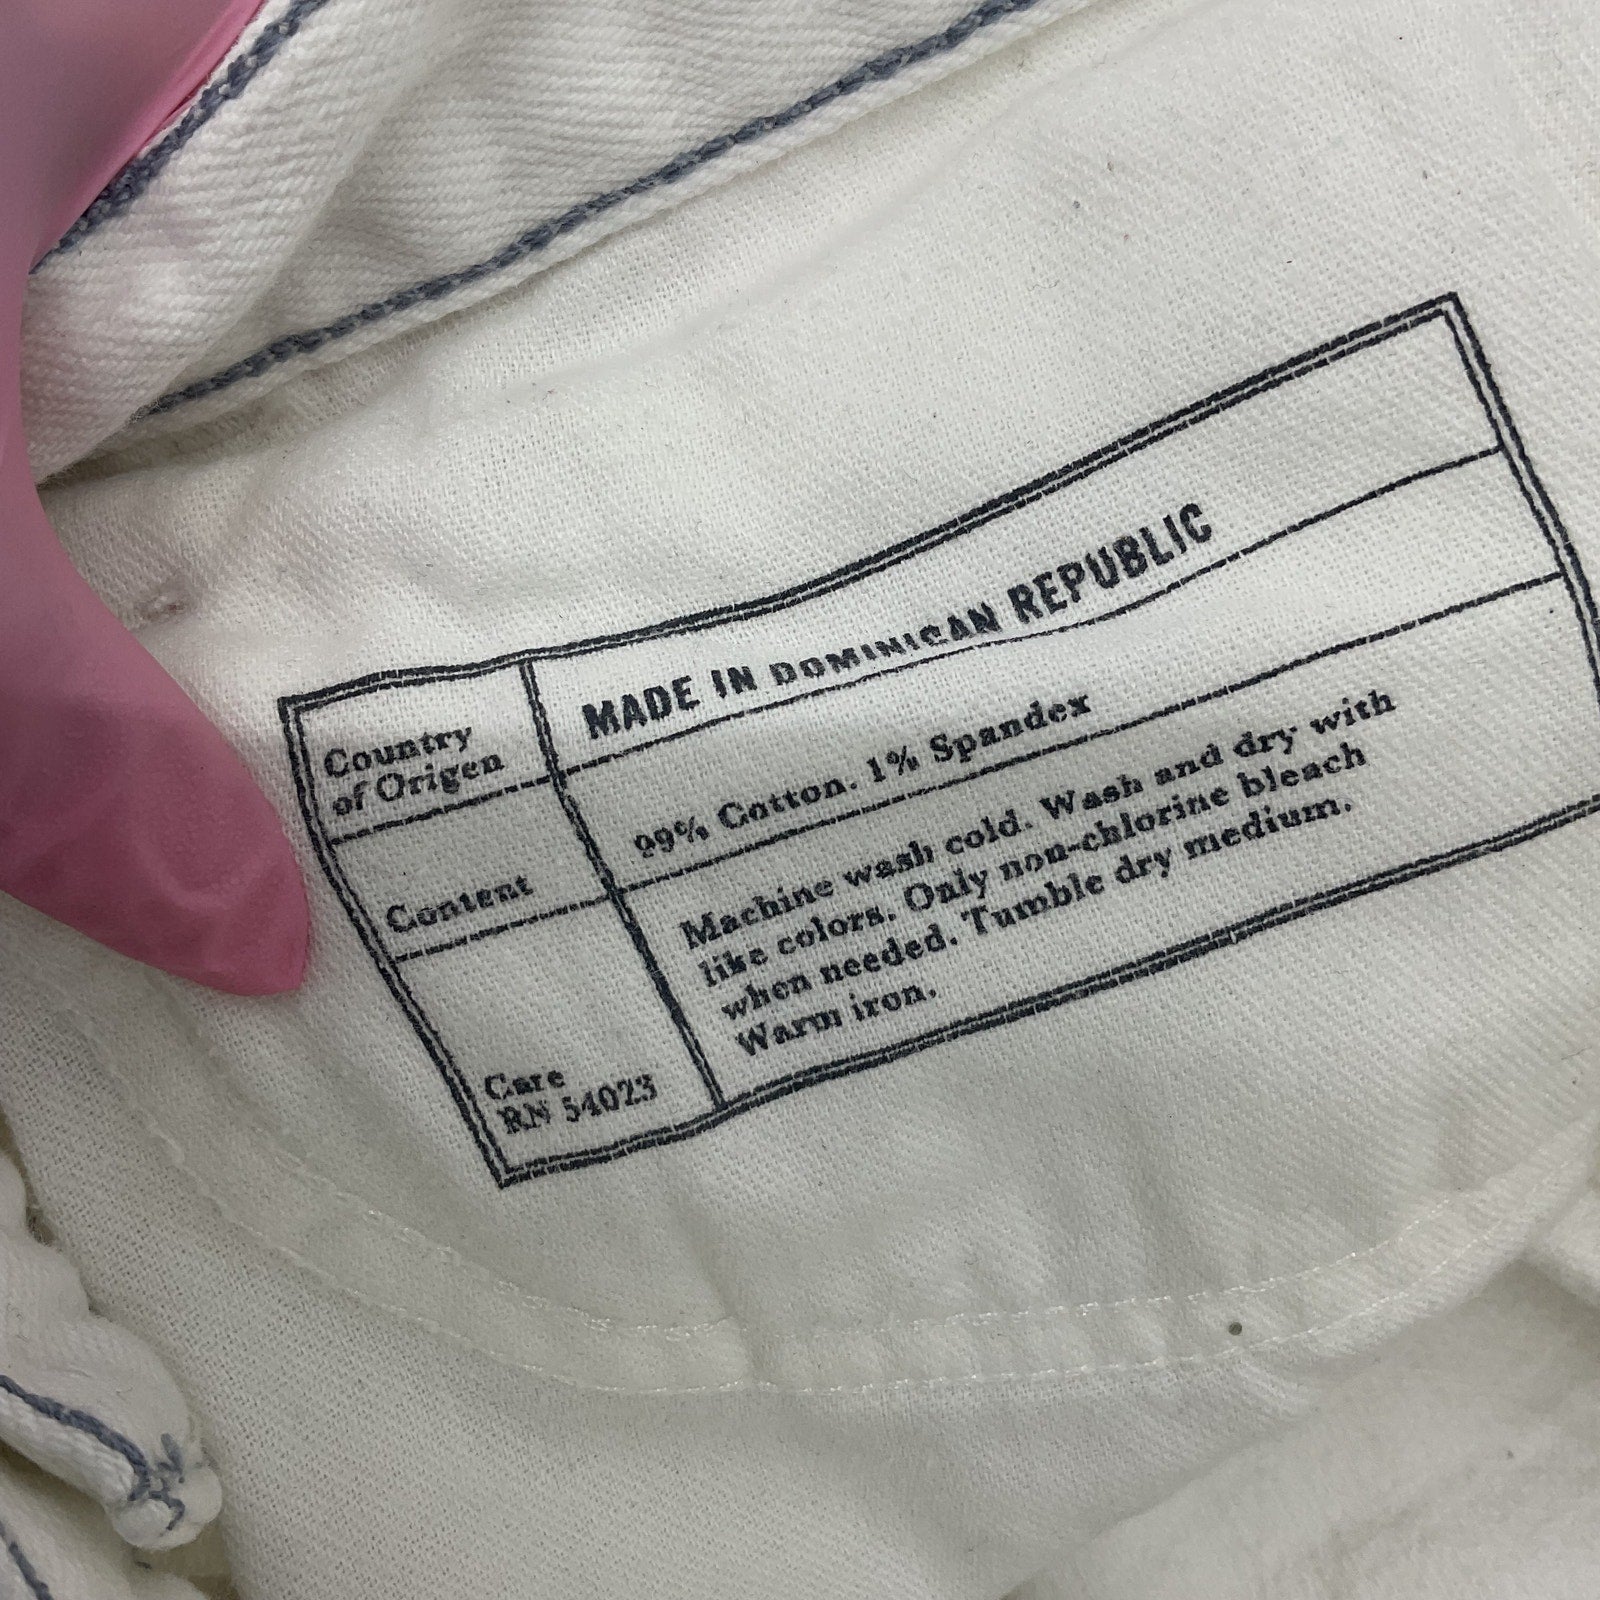 Country
of Origen
MADE IN DOMINICAN REPUBLIC
Content
99% Cotton. 1% Spandex
Care
RN 54023
Machine wash cold. Wash and dry with
like colors. Only non-chlorine bleach
when needed. Tumble dry medium.
Warm iron.